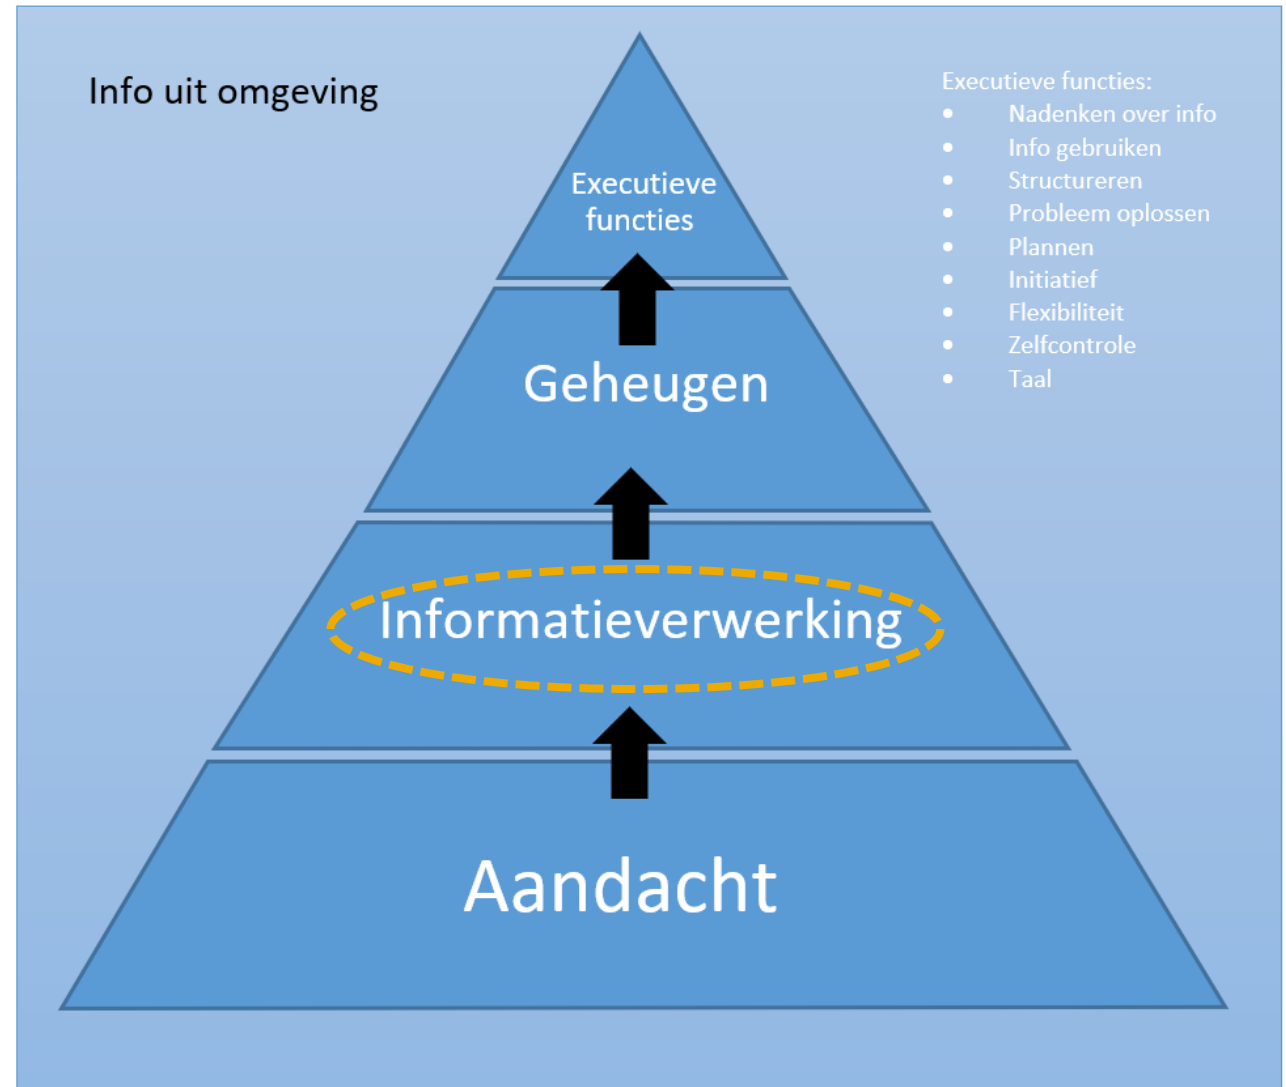 Info uit omgeving
Executieve functies:
• Nadenken over info
• Info gebruiken
• Structureren
• Probleem oplossen
• Plannen
• Initiatief
• Flexibiliteit
• Zelfcontrole
• Taal
Executieve
functies
Geheugen
Informatieverwerking
Aandacht